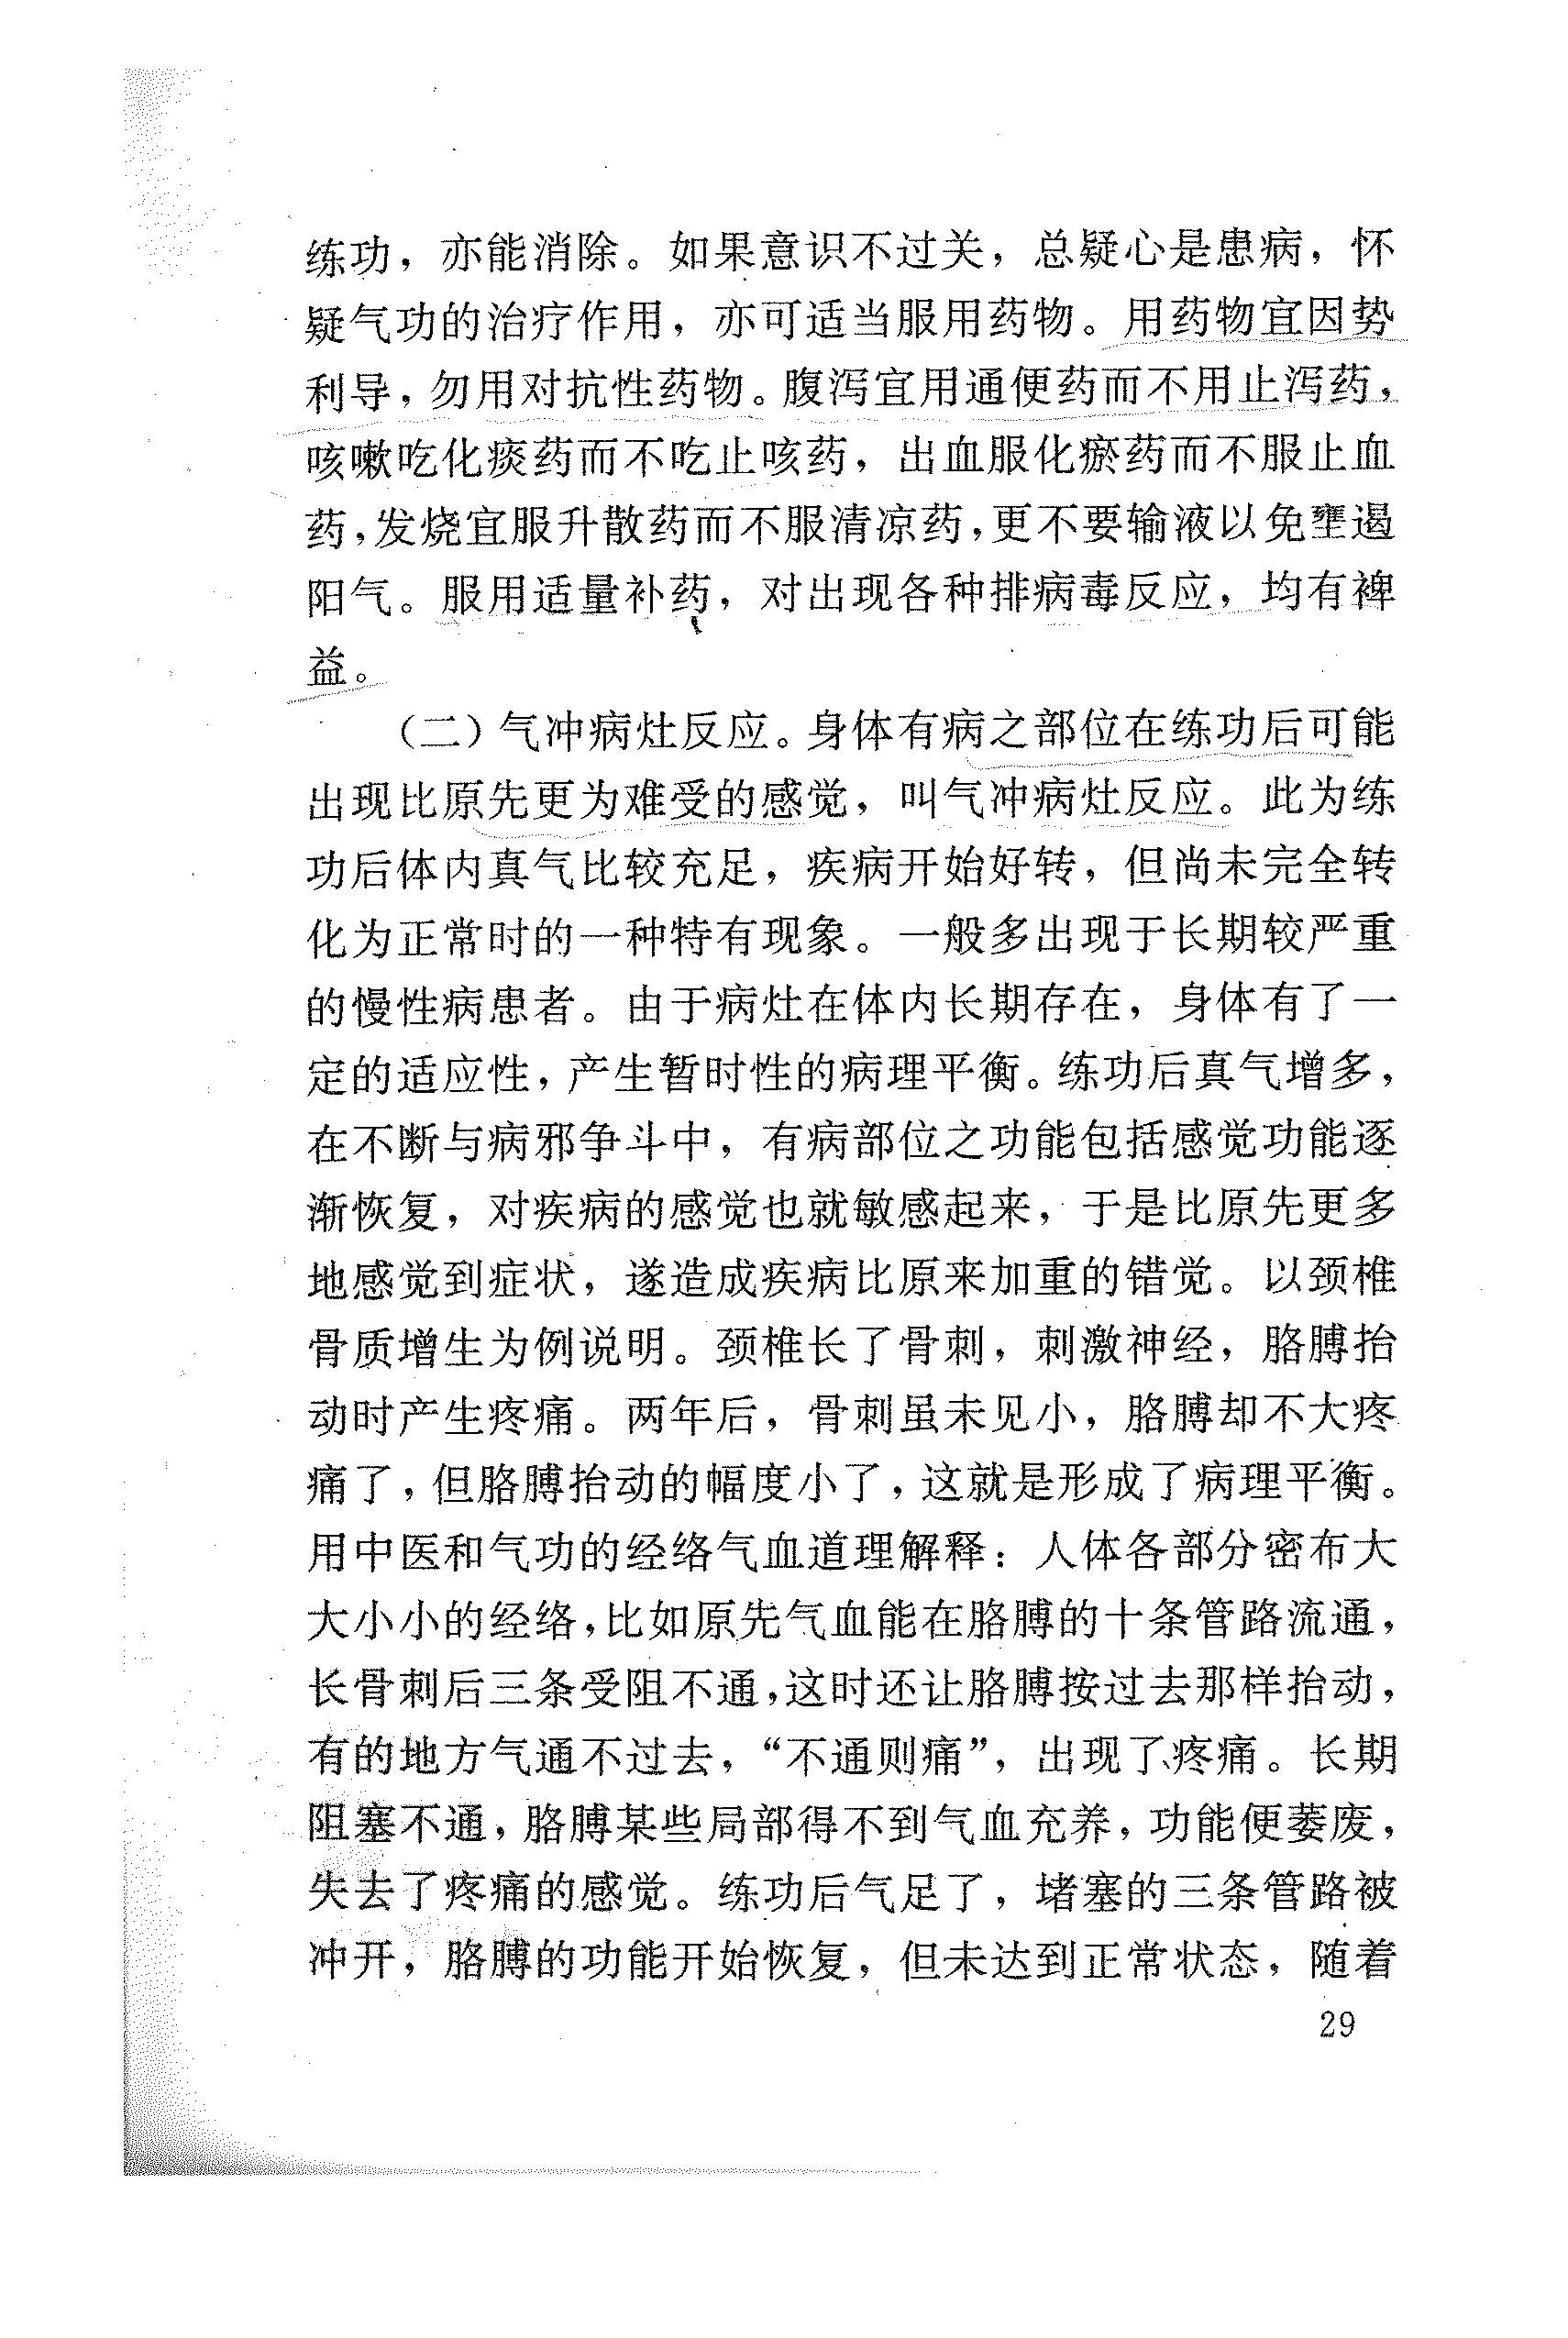 练功，亦能消除。如果意识不过关，总疑心是患病，怀
疑气功的治疗作用，亦可适当服用药物。用药物宜因势
利导，勿用对抗性药物。腹泻宜用通便药而不用止泻药，
咳嗽吃化痰药而不吃止咳药，出血服化瘀药而不服止血
药，发烧宜服升散药而不服清凉药，更不要输液以免壅遏
阳气。服用适量补药，对出现各种排病毒反应，均有裨
益。
（二）气冲病灶反应。身体有病之部位在练功后可能
出现比原先更为难受的感觉，叫气冲病灶反应。此为练
功后体内真气比较充足，疾病开始好转，但尚未完全转
化为正常时的一种特有现象。一般多出现于长期较严重
的慢性病患者。由于病灶在体内长期存在，身体有了一
定的适应性，产生暂时性的病理平衡。练功后真气增多，
在不断与病邪争斗中，有病部位之功能包括感觉功能逐
渐恢复，对疾病的感觉也就敏感起来，于是比原先更多
地感觉到症状，遂造成疾病比原来加重的错觉。以颈椎
骨质增生为例说明。颈椎长了骨刺，刺激神经，胳膊抬
动时产生疼痛。两年后，骨刺虽未见小，胳膊却不大疼
痛了，但胳膊抬动的幅度小了，这就是形成了病理平衡。
用中医和气功的经络气血道理解释：人体各部分密布大
大小小的经络，比如原先气血能在胳膊的十条管路流通，
长骨刺后三条受阻不通，这时还让胳膊按过去那样抬动，
有的地方气通不过去，“不通则痛”，出现了疼痛。长期
阻塞不通，胳膊某些局部得不到气血充养，功能便萎废，
失去了疼痛的感觉。练功后气足了，堵塞的三条管路被
冲开，胳膊的功能开始恢复，但未达到正常状态，随着
29